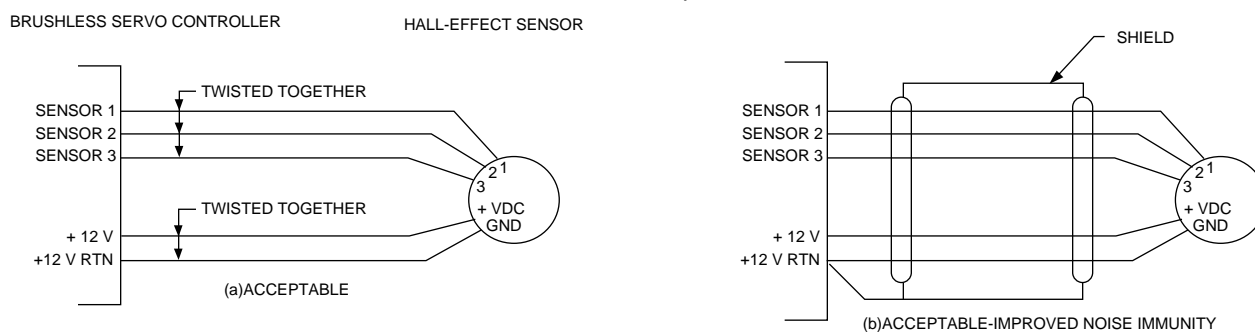 BRUSHLESS SERVO CONTROLLER
HALL-EFFECT SENSOR
TWISTED TOGETHER
SENSOR 1
SENSOR 2
SENSOR 3
1
2
3
+ VDC
GND
TWISTED TOGETHER
+ 12 V
+12 V RTN
(a)ACCEPTABLE
SHIELD
SENSOR 1
SENSOR 2
SENSOR 3
1
2
3
+ VDC
GND
+ 12 V
+12 V RTN
(b)ACCEPTABLE-IMPROVED NOISE IMMUNITY